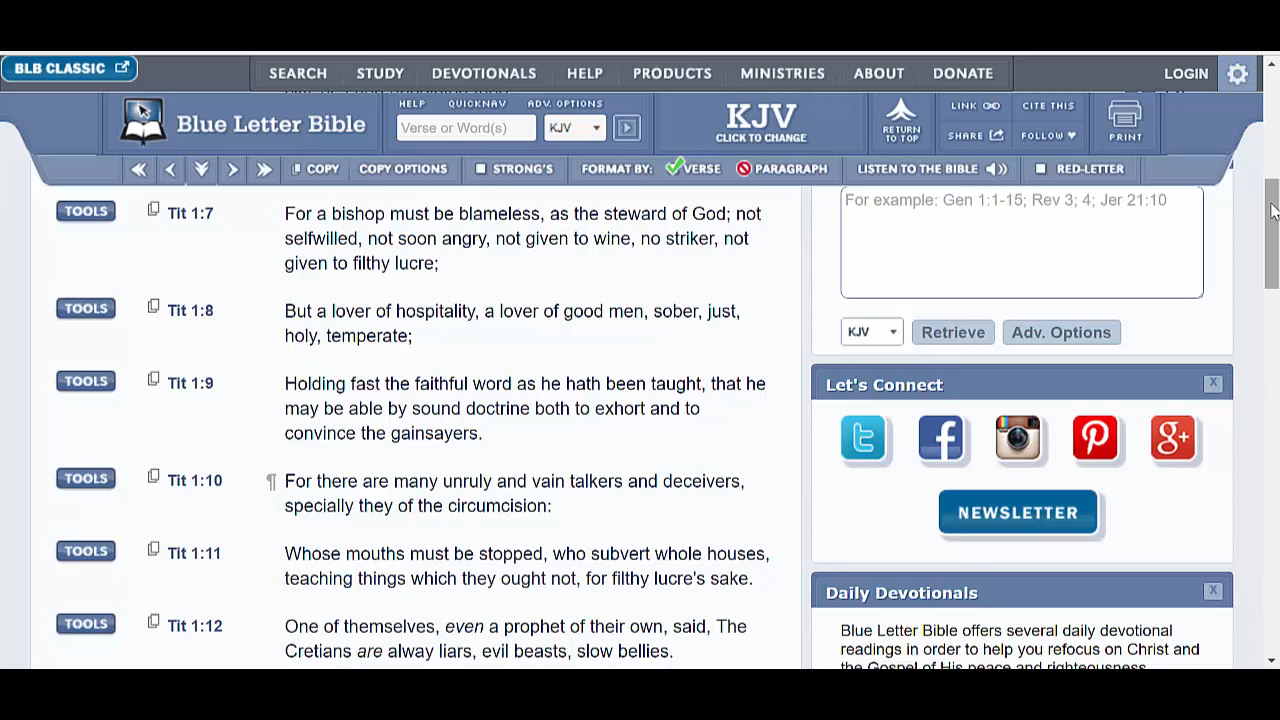 BLB CLASSIC
SEARCH STUDY DEVOTIONALS HELP PRODUCTS MINISTRIES ABOUT DONATE LOGIN
HELP QUICKNAV ADV. OPTIONS
Blue Letter Bible
Verse or Word(s) KJV
KJV
CLICK TO CHANGE
RETURN
TO TOP
LINK CITE THIS
SHARE FOLLOW
PRINT
COPY COPY OPTIONS STRONG'S FORMAT BY: VERSE PARAGRAPH LISTEN TO THE BIBLE RED-LETTER
TOOLS Tit 1:7 For a bishop must be blameless, as the steward of God; not
selfwilled, not soon angry, not given to wine, no striker, not
given to filthy lucre;
TOOLS Tit 1:8 But a lover of hospitality, a lover of good men, sober, just,
holy, temperate;
TOOLS Tit 1:9 Holding fast the faithful word as he hath been taught, that he
may be able by sound doctrine both to exhort and to
convince the gainsayers.
TOOLS Tit 1:10 ¶ For there are many unruly and vain talkers and deceivers,
specially they of the circumcision:
TOOLS Tit 1:11 Whose mouths must be stopped, who subvert whole houses,
teaching things which they ought not, for filthy lucre's sake.
TOOLS Tit 1:12 One of themselves, even a prophet of their own, said, The
Cretians are alway liars, evil beasts, slow bellies.
For example: Gen 1:1-15; Rev 3; 4; Jer 21:10
KJV Retrieve Adv. Options
Let's Connect X
NEWSLETTER
Daily Devotionals X
Blue Letter Bible offers several daily devotional
readings in order to help you refocus on Christ and
the Gospel of His peace and righteousness.